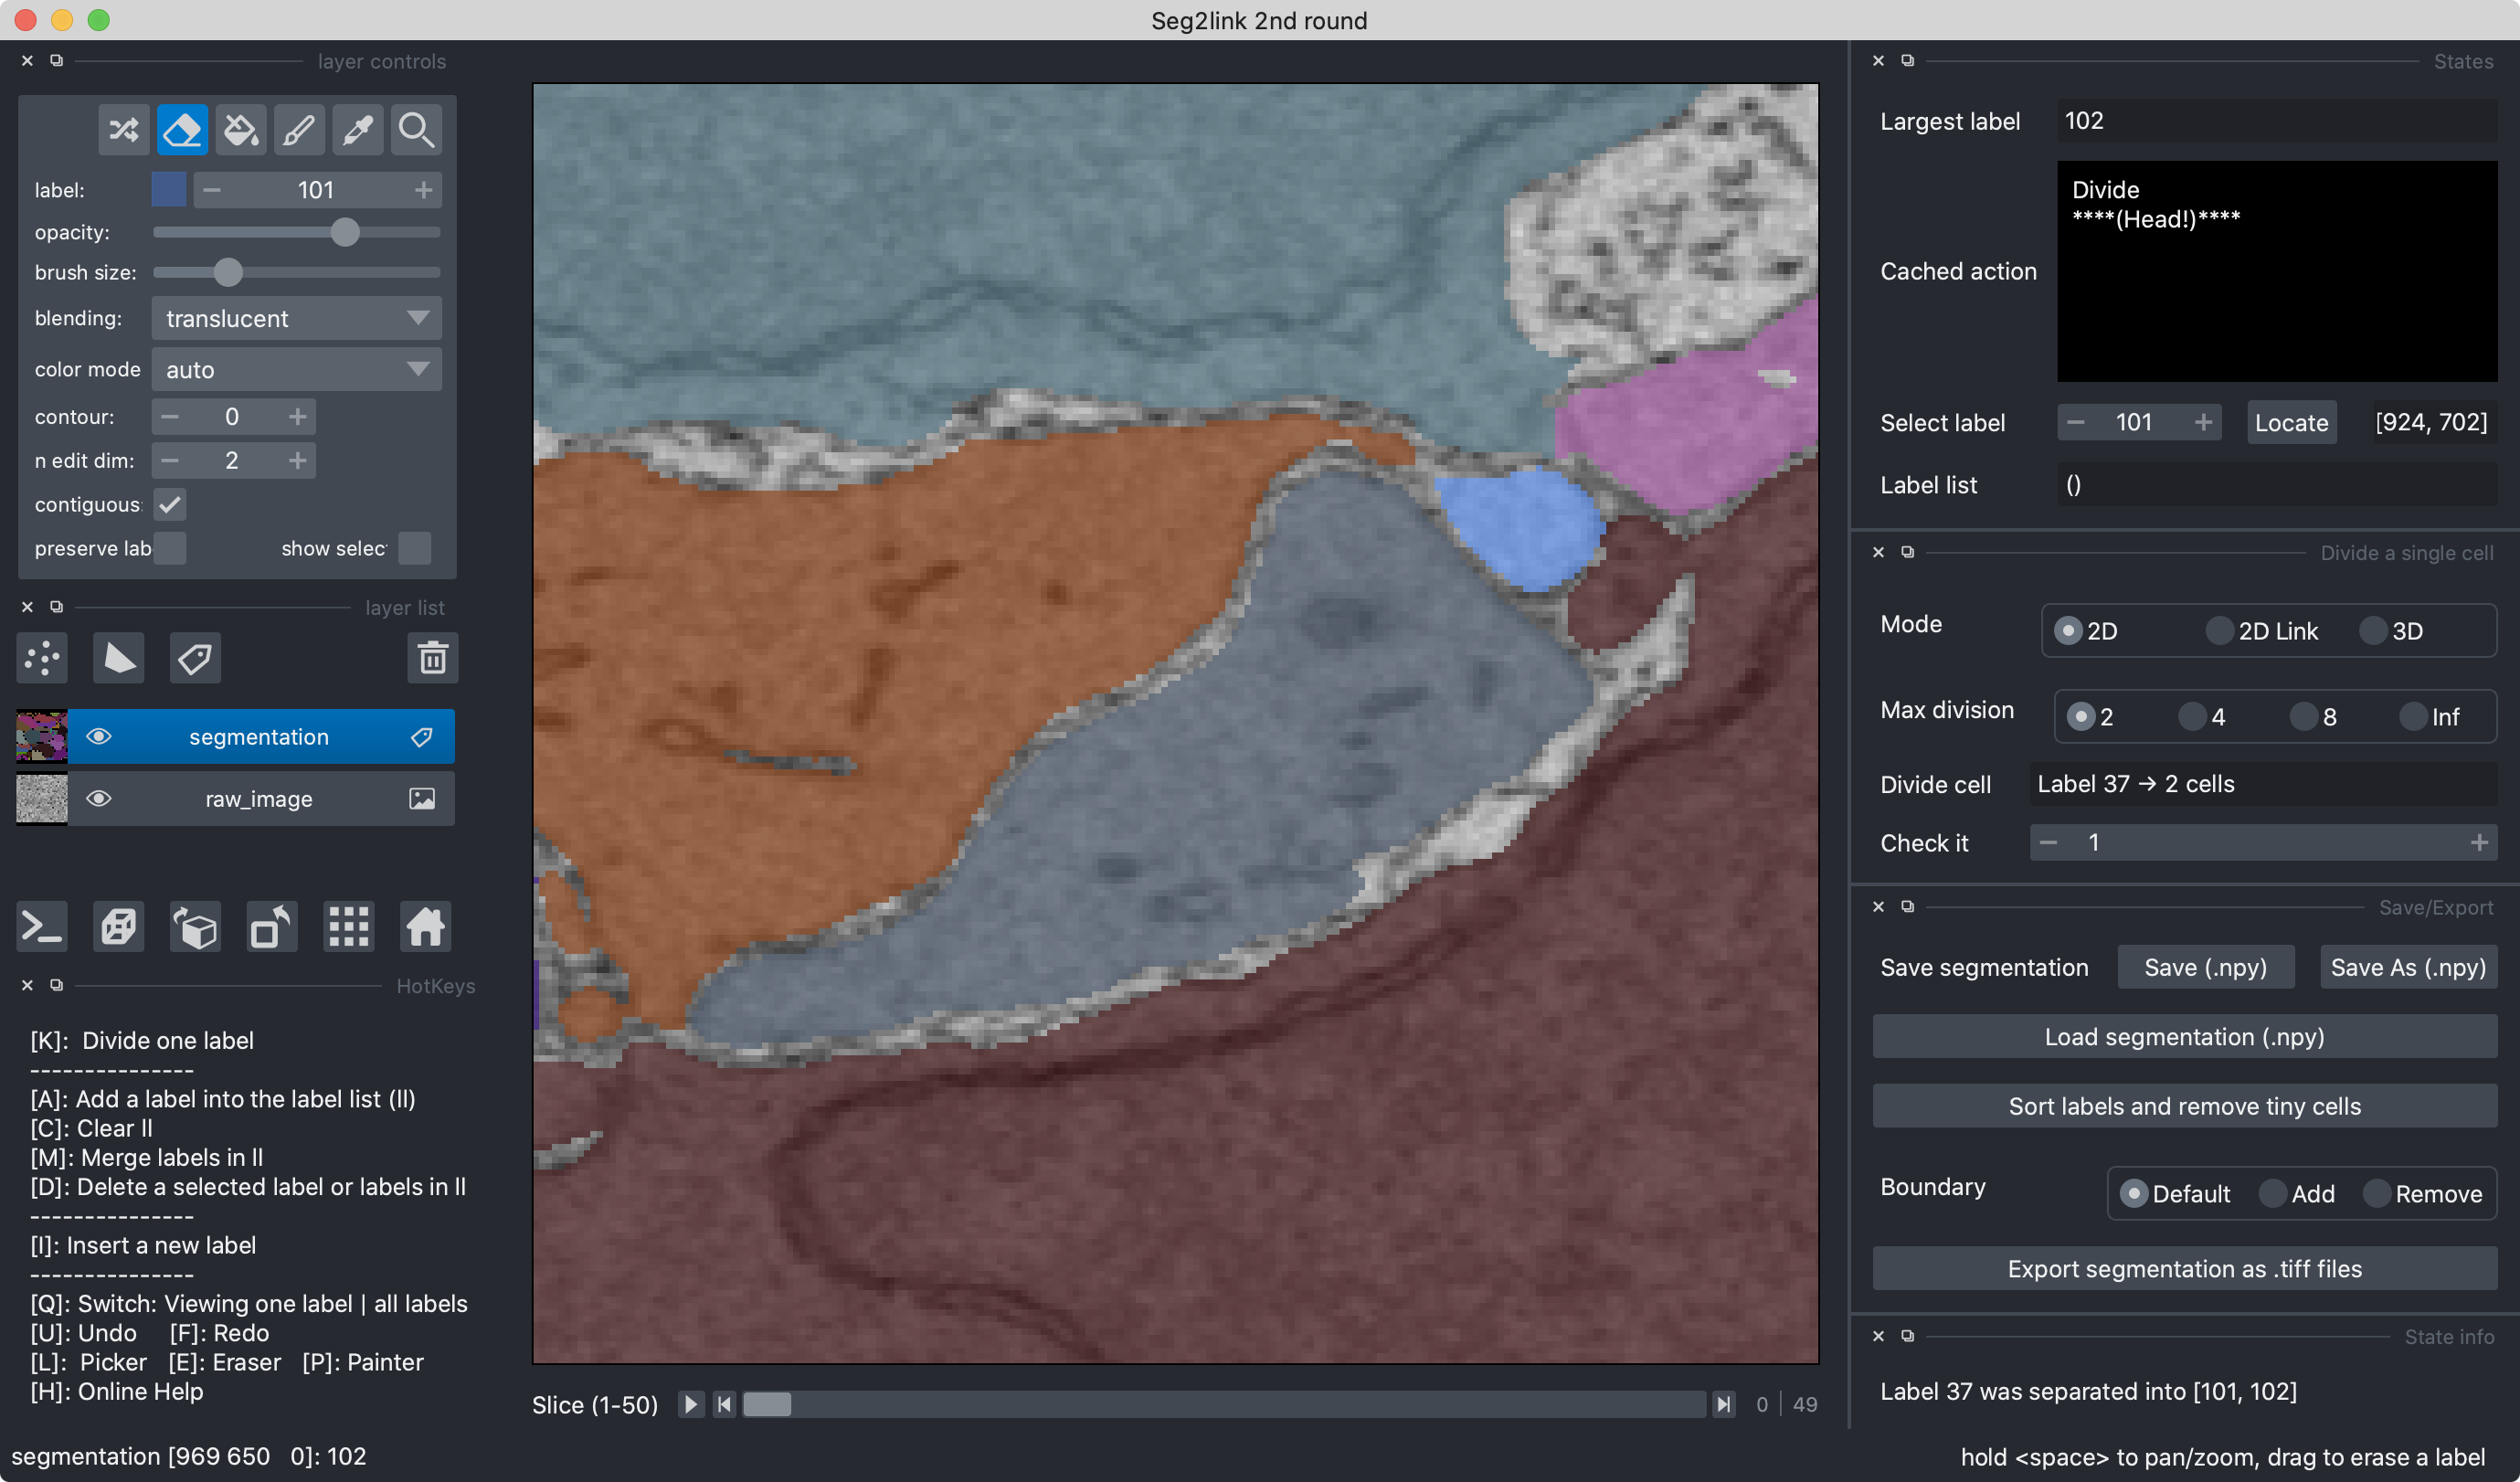 Seg2link 2nd round
layer controls
label: 101
opacity:
brush size:
blending: translucent
color mode auto
contour: 0
n edit dim: 2
contiguous:
preserve lab show selec
layer list
segmentation
raw_image
HotKeys
[K]: Divide one label
---------------
[A]: Add a label into the label list (ll)
[C]: Clear ll
[M]: Merge labels in ll
[D]: Delete a selected label or labels in ll
---------------
[I]: Insert a new label
---------------
[Q]: Switch: Viewing one label | all labels
[U]: Undo [F]: Redo
[L]: Picker [E]: Eraser [P]: Painter
[H]: Online Help
segmentation [969 650 0]: 102
Slice (1-50) 0 | 49
States
Largest label 102
Cached action
Divide
****(Head!)****
Select label 101 Locate [924, 702]
Label list ()
Divide a single cell
Mode 2D 2D Link 3D
Max division 2 4 8 Inf
Divide cell Label 37 → 2 cells
Check it 1
Save/Export
Save segmentation Save (.npy) Save As (.npy)
Load segmentation (.npy)
Sort labels and remove tiny cells
Boundary Default Add Remove
Export segmentation as .tiff files
State info
Label 37 was separated into [101, 102]
hold <space> to pan/zoom, drag to erase a label